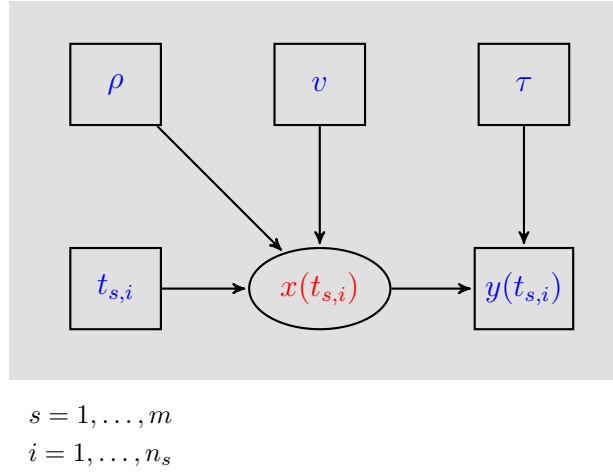 ρ v τ
t_{s,i} x(t_{s,i}) y(t_{s,i})
s = 1, . . . , m
i = 1, . . . , n_s